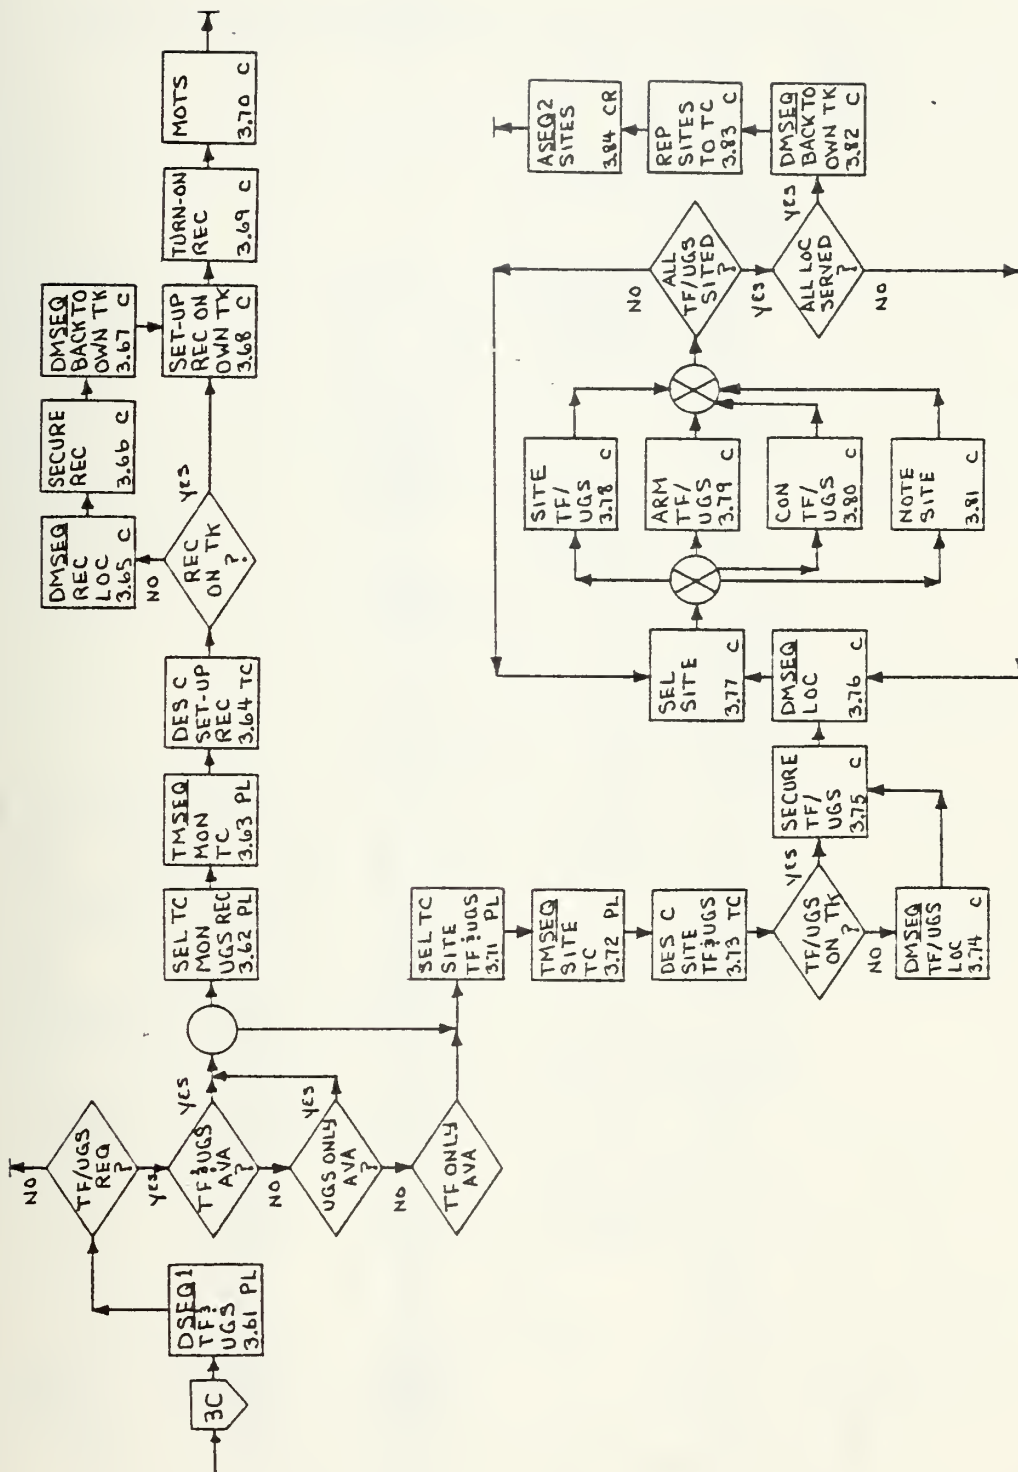 3C
DSEQ1
TF &
UGS
3.61 PL
TF/UGS
REQ
?
NO
YES
TF & UGS
AVA
?
YES
NO
UGS ONLY
AVA
?
YES
NO
TF ONLY
AVA
SEL TC
MON
UGS REC
3.62 PL
TMSEQ
MON
TC
3.63 PL
DES C
SET-UP
REC
3.64 TC
REC
ON TK
?
NO
YES
DMSEQ
REC
LOC
3.65 C
SECURE
REC
3.66 C
DMSEQ
BACK TO
OWN TK
3.67 C
SET-UP
REC ON
OWN TK
3.68 C
TURN-ON
REC
3.69 C
MOTS
3.70 C
SEL TC
SITE
TF & UGS
3.71 PL
TMSEQ
SITE
TC
3.72 PL
DES C
SITE
TF & UGS
3.73 TC
TF/UGS
ON TK
?
YES
NO
DMSEQ
TF/UGS
LOC
3.74 C
SECURE
TF/
UGS
3.75 C
DMSEQ
LOC
3.76 C
SEL
SITE
3.77 C
SITE
TF/
UGS
3.78 C
ARM
TF/
UGS
3.79 C
CON
TF/
UGS
3.80 C
NOTE
SITE
3.81 C
ALL
TF/UGS
SITED
?
NO
YES
ALL LOC
SERVED
?
YES
NO
DMSEQ
BACK TO
OWN TK
3.82 C
REP
SITES
TO TC
3.83 C
ASEQ2
SITES
3.84 CR